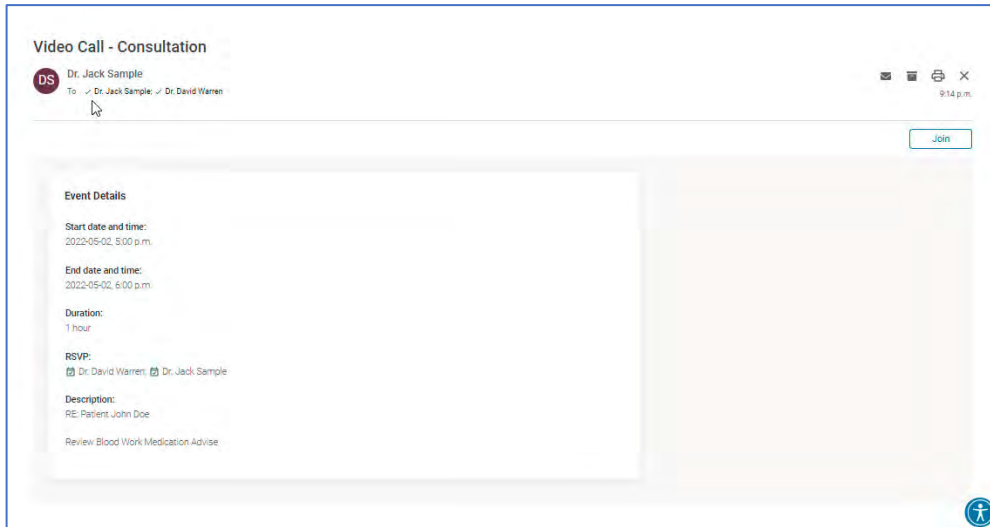 Video Call - Consultation
DS
Dr. Jack Sample
To ✓ Dr. Jack Sample; ✓ Dr. David Warren
9:14 p.m.
Join
Event Details
Start date and time:
2022-05-02, 5:00 p.m.
End date and time:
2022-05-02, 6:00 p.m.
Duration:
1 hour
RSVP:
Dr. David Warren; Dr. Jack Sample
Description:
RE: Patient John Doe
Review Blood Work Medication Advise